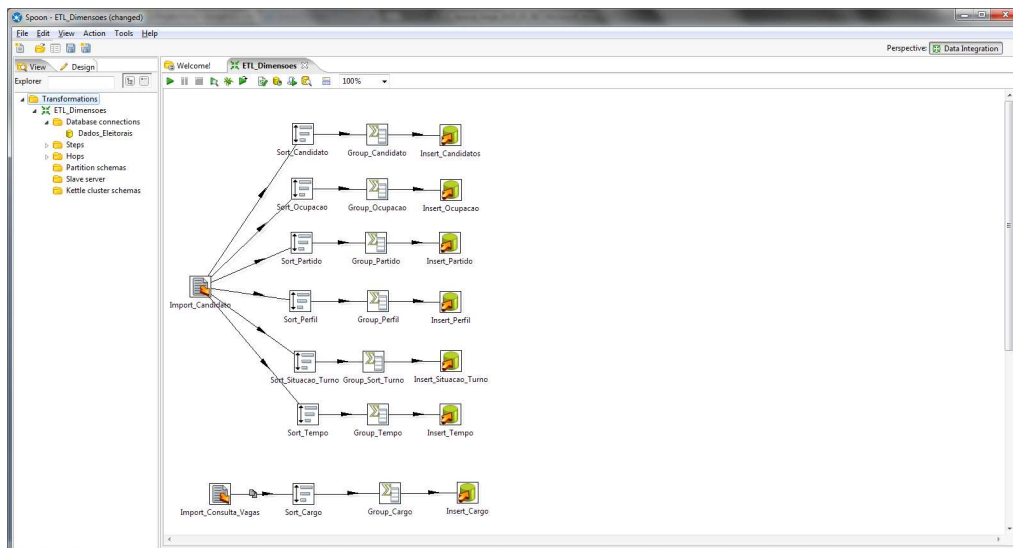 Spoon - ETL_Dimensoes (changed)
File Edit View Action Tools Help
Perspective: Data Integration
View Design
Welcome! ETL_Dimensoes
Explorer
100%
Transformations
ETL_Dimensoes
Database connections
Dados_Eleitorais
Steps
Hops
Partition schemas
Slave server
Kettle cluster schemas
Sort_Candidato Group_Candidato Insert_Candidatos
Sort_Ocupacao Group_Ocupacao Insert_Ocupacao
Sort_Partido Group_Partido Insert_Partido
Import_Candidato
Sort_Perfil Group_Perfil Insert_Perfil
Sort_Situacao_Turno Group_Sort_Turno Insert_Situacao_Turno
Sort_Tempo Group_Tempo Insert_Tempo
Import_Consulta_Vagas Sort_Cargo Group_Cargo Insert_Cargo